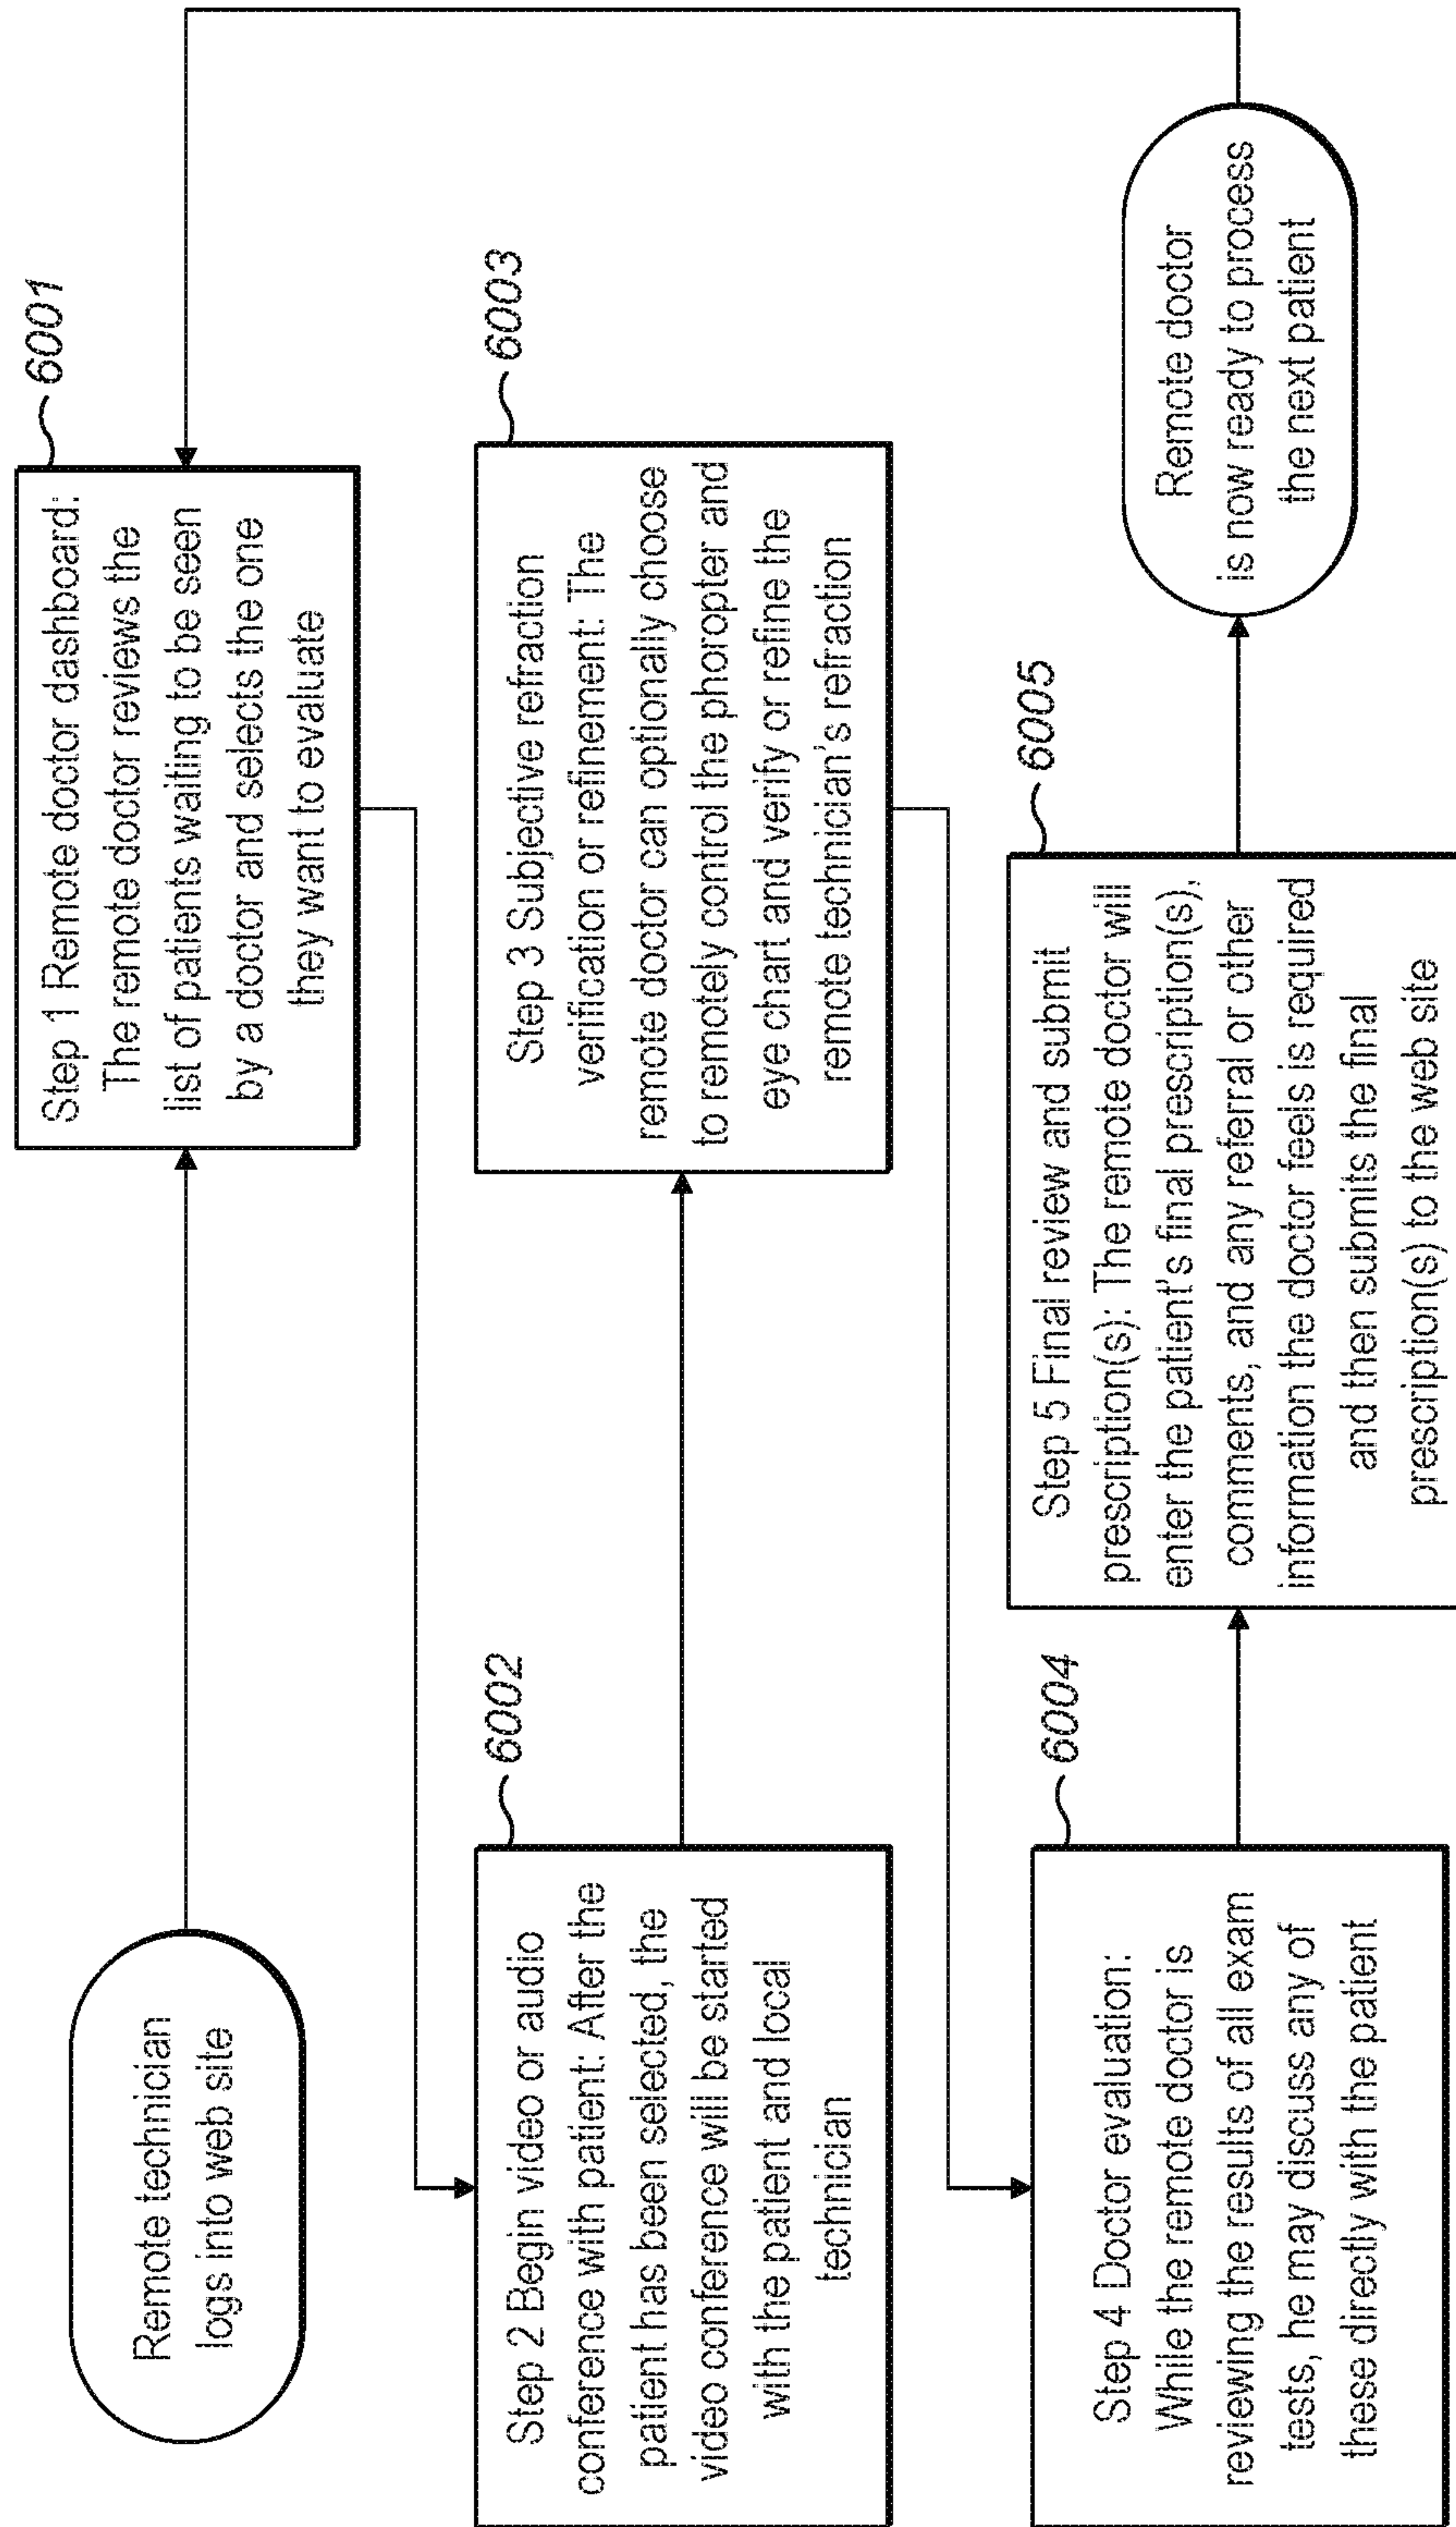 Remote technician
logs into web site
6001
Step 1 Remote doctor dashboard:
The remote doctor reviews the
list of patients waiting to be seen
by a doctor and selects the one
they want to evaluate
6002
Step 2 Begin video or audio
conference with patient: After the
patient has been selected, the
video conference will be started
with the patient and local
technician
6003
Step 3 Subjective refraction
verification or refinement: The
remote doctor can optionally choose
to remotely control the phoropter and
eye chart and verify or refine the
remote technician's refraction
6004
Step 4 Doctor evaluation:
While the remote doctor is
reviewing the results of all exam
tests, he may discuss any of
these directly with the patient
6005
Step 5 Final review and submit
prescription(s): The remote doctor will
enter the patient's final prescription(s),
comments, and any referral or other
information the doctor feels is required
and then submits the final
prescription(s) to the web site
Remote doctor
is now ready to process
the next patient